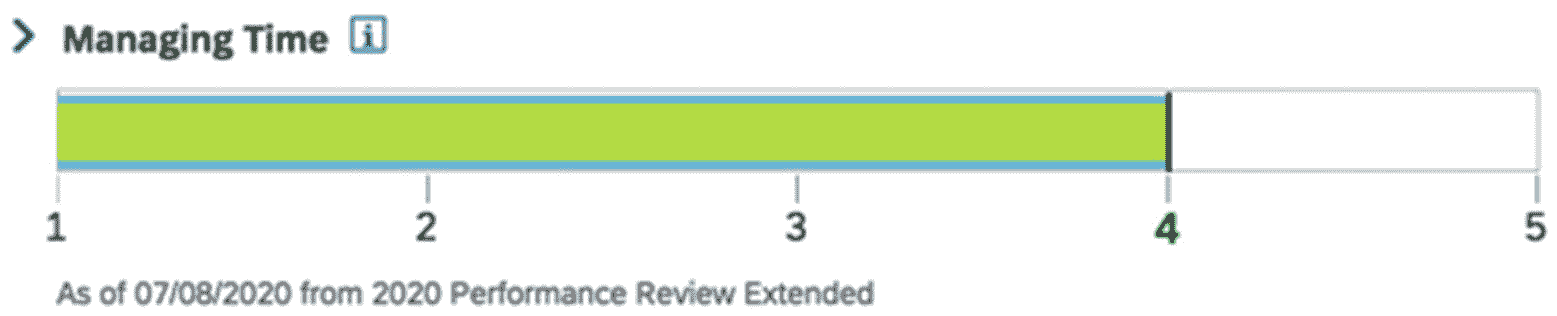 Managing Time i
1 2 3 4 5
As of 07/08/2020 from 2020 Performance Review Extended